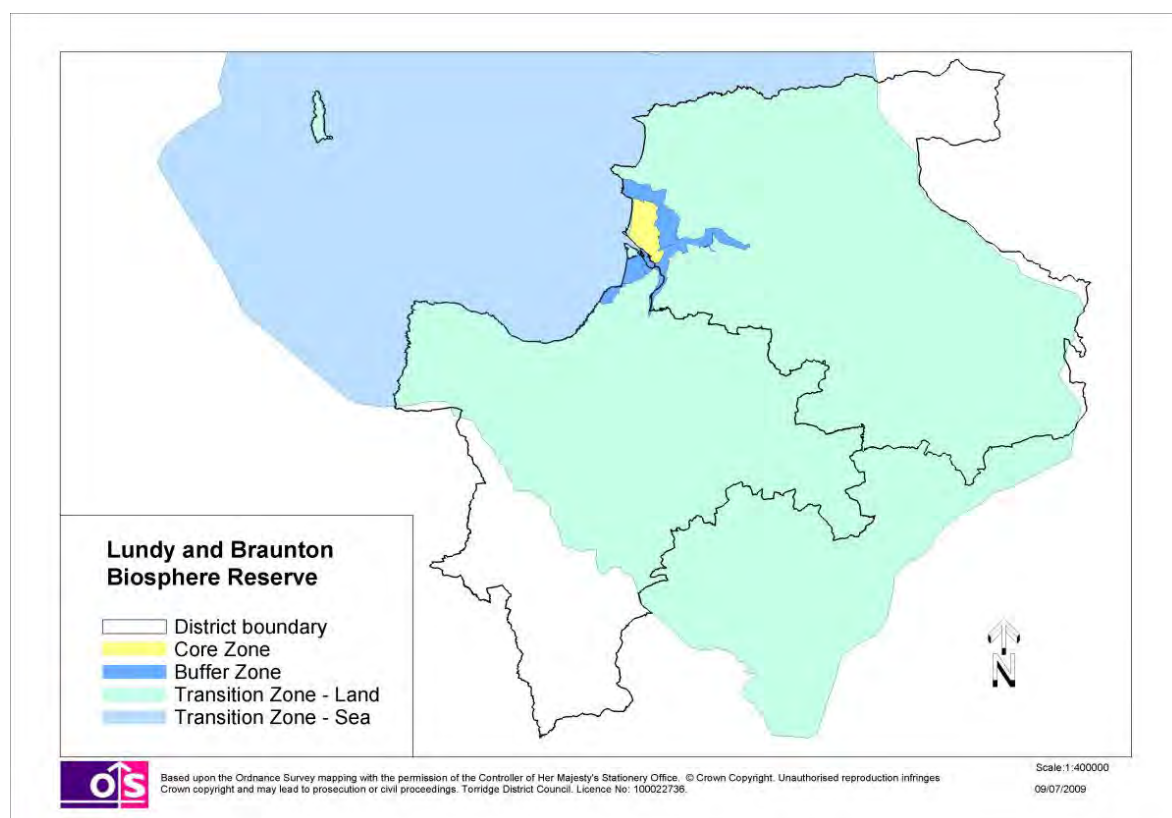 Lundy and Braunton
Biosphere Reserve
District boundary
Core Zone
Buffer Zone
Transition Zone - Land
Transition Zone - Sea
N
Scale:1:400000
os
Based upon the Ordnance Survey mapping with the permission of the Controller of Her Majesty's Stationery Office. © Crown Copyright. Unauthorised reproduction infringes
Crown copyright and may lead to prosecution or civil proceedings. Torridge District Council. Licence No: 100022736.
09/07/2009